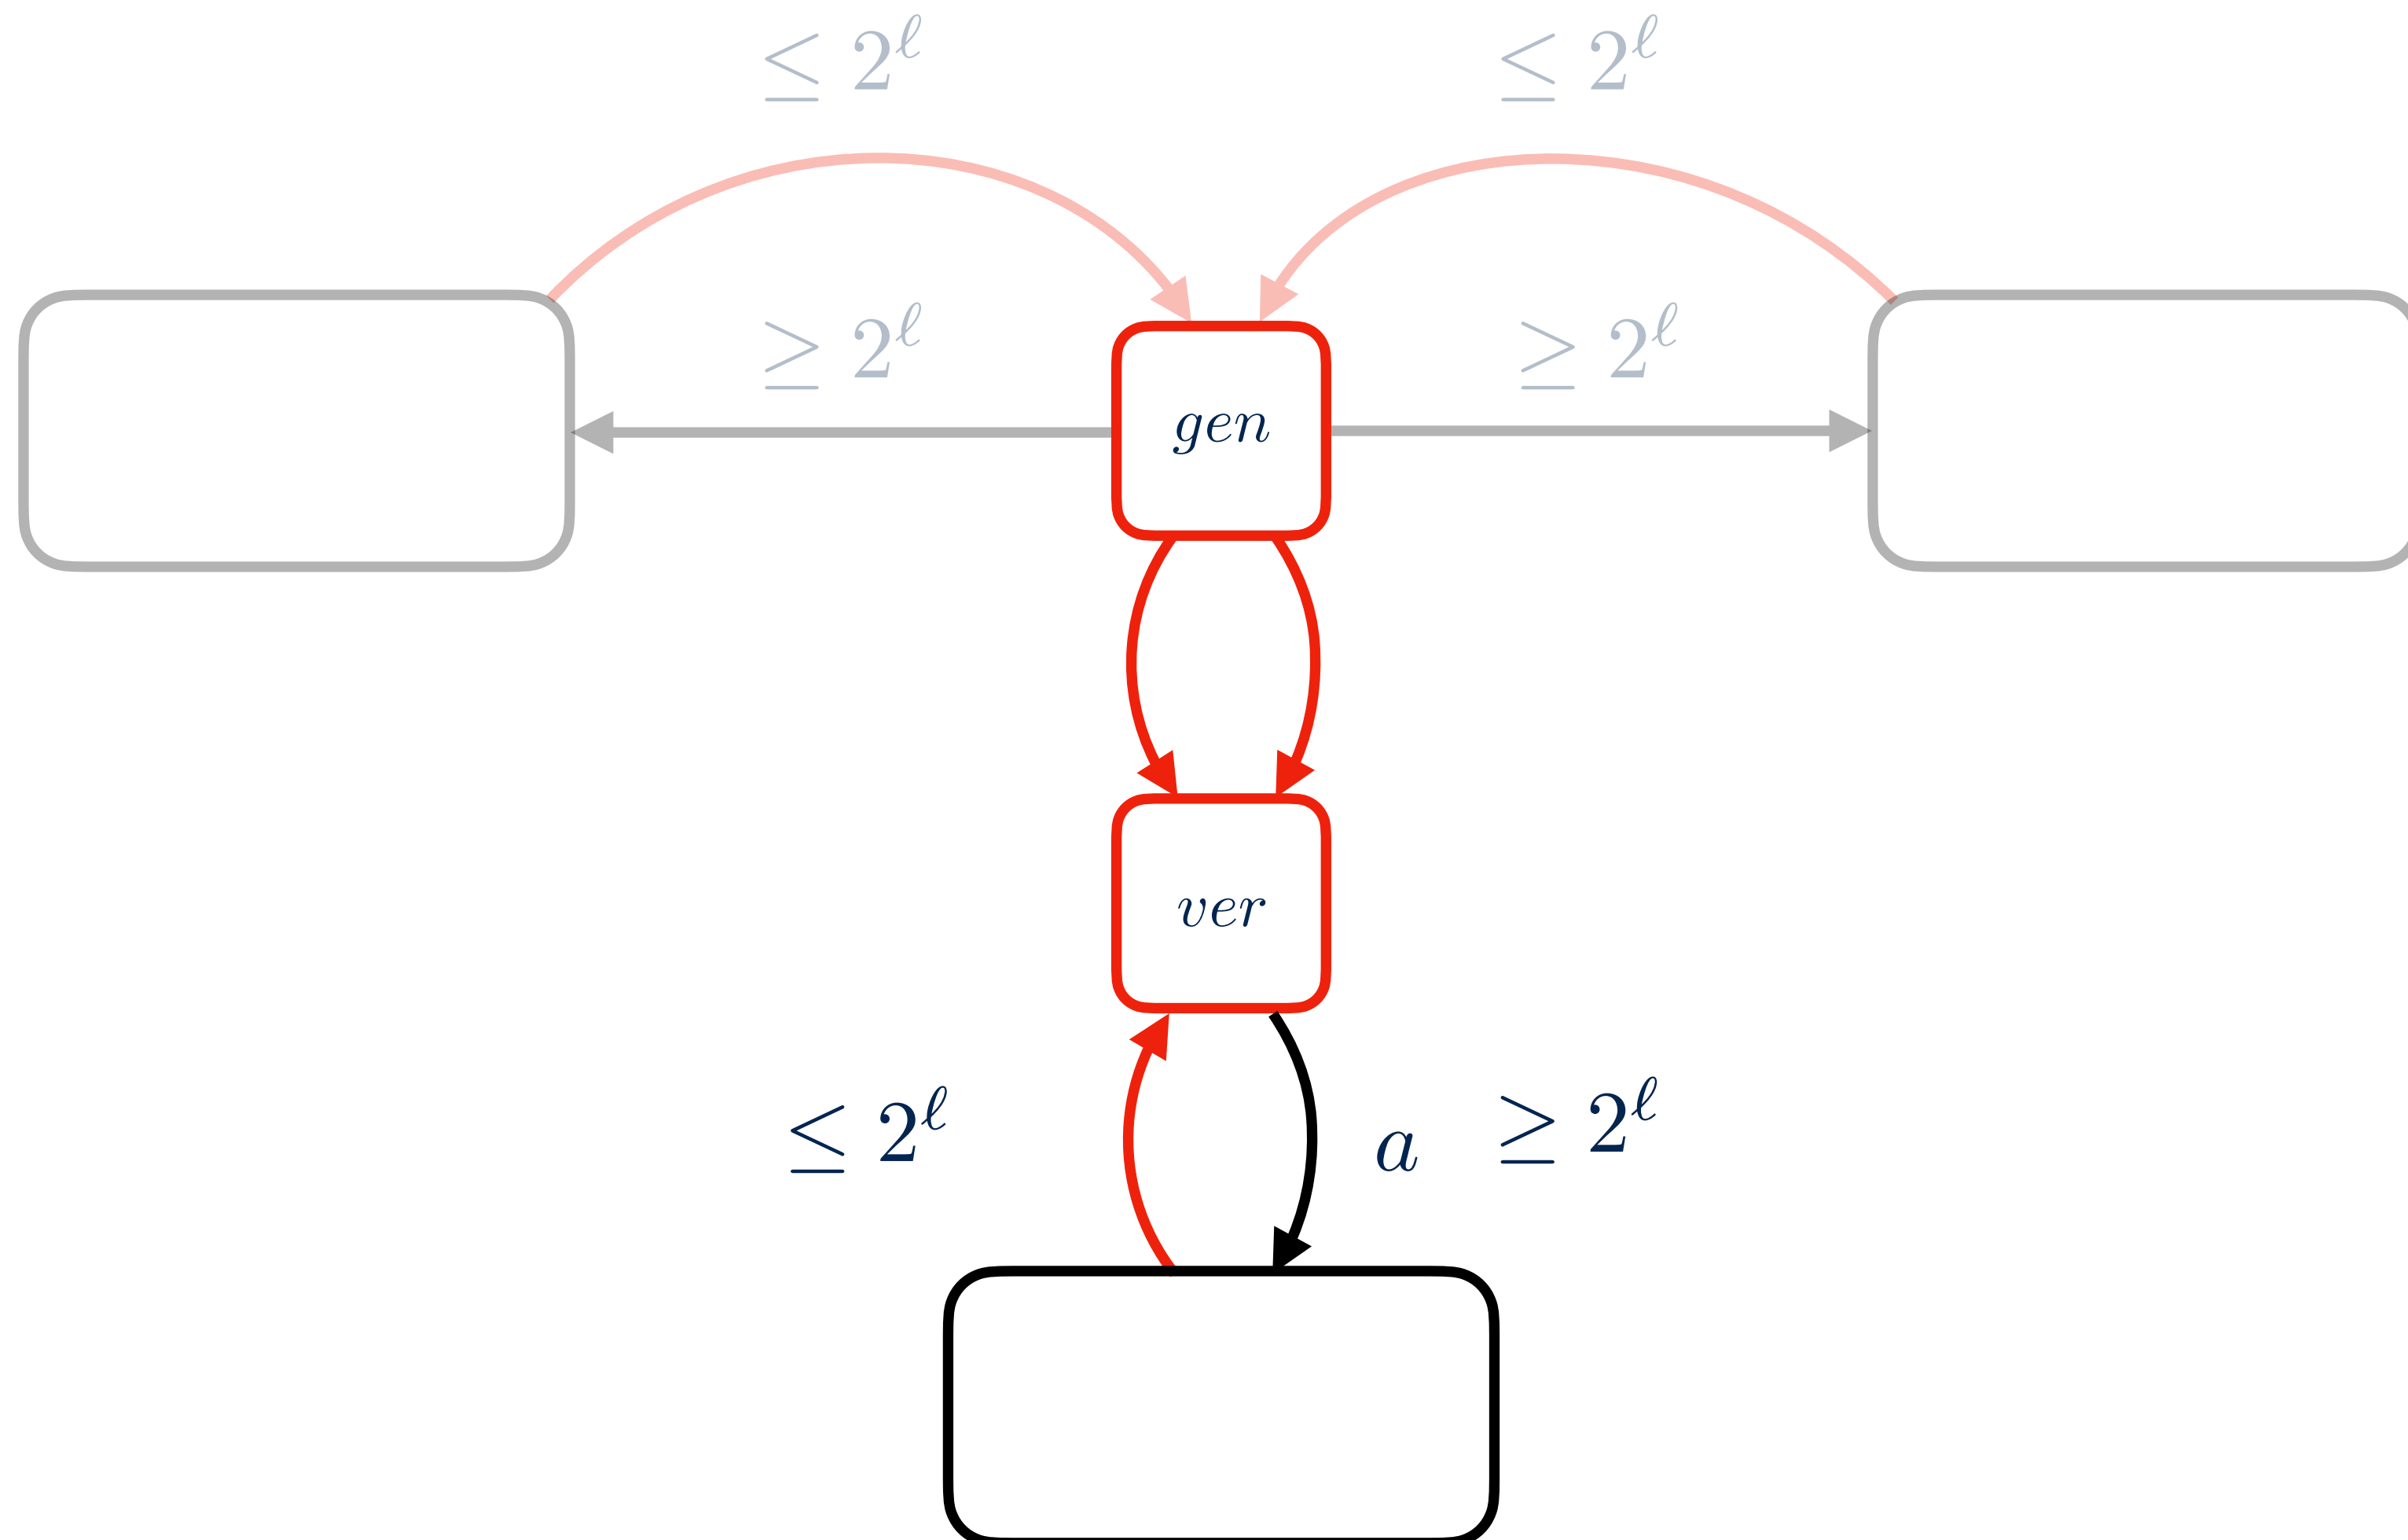 ≤ 2^ℓ ≤ 2^ℓ
≥ 2^ℓ ≥ 2^ℓ
gen
ver
≤ 2^ℓ a ≥ 2^ℓ